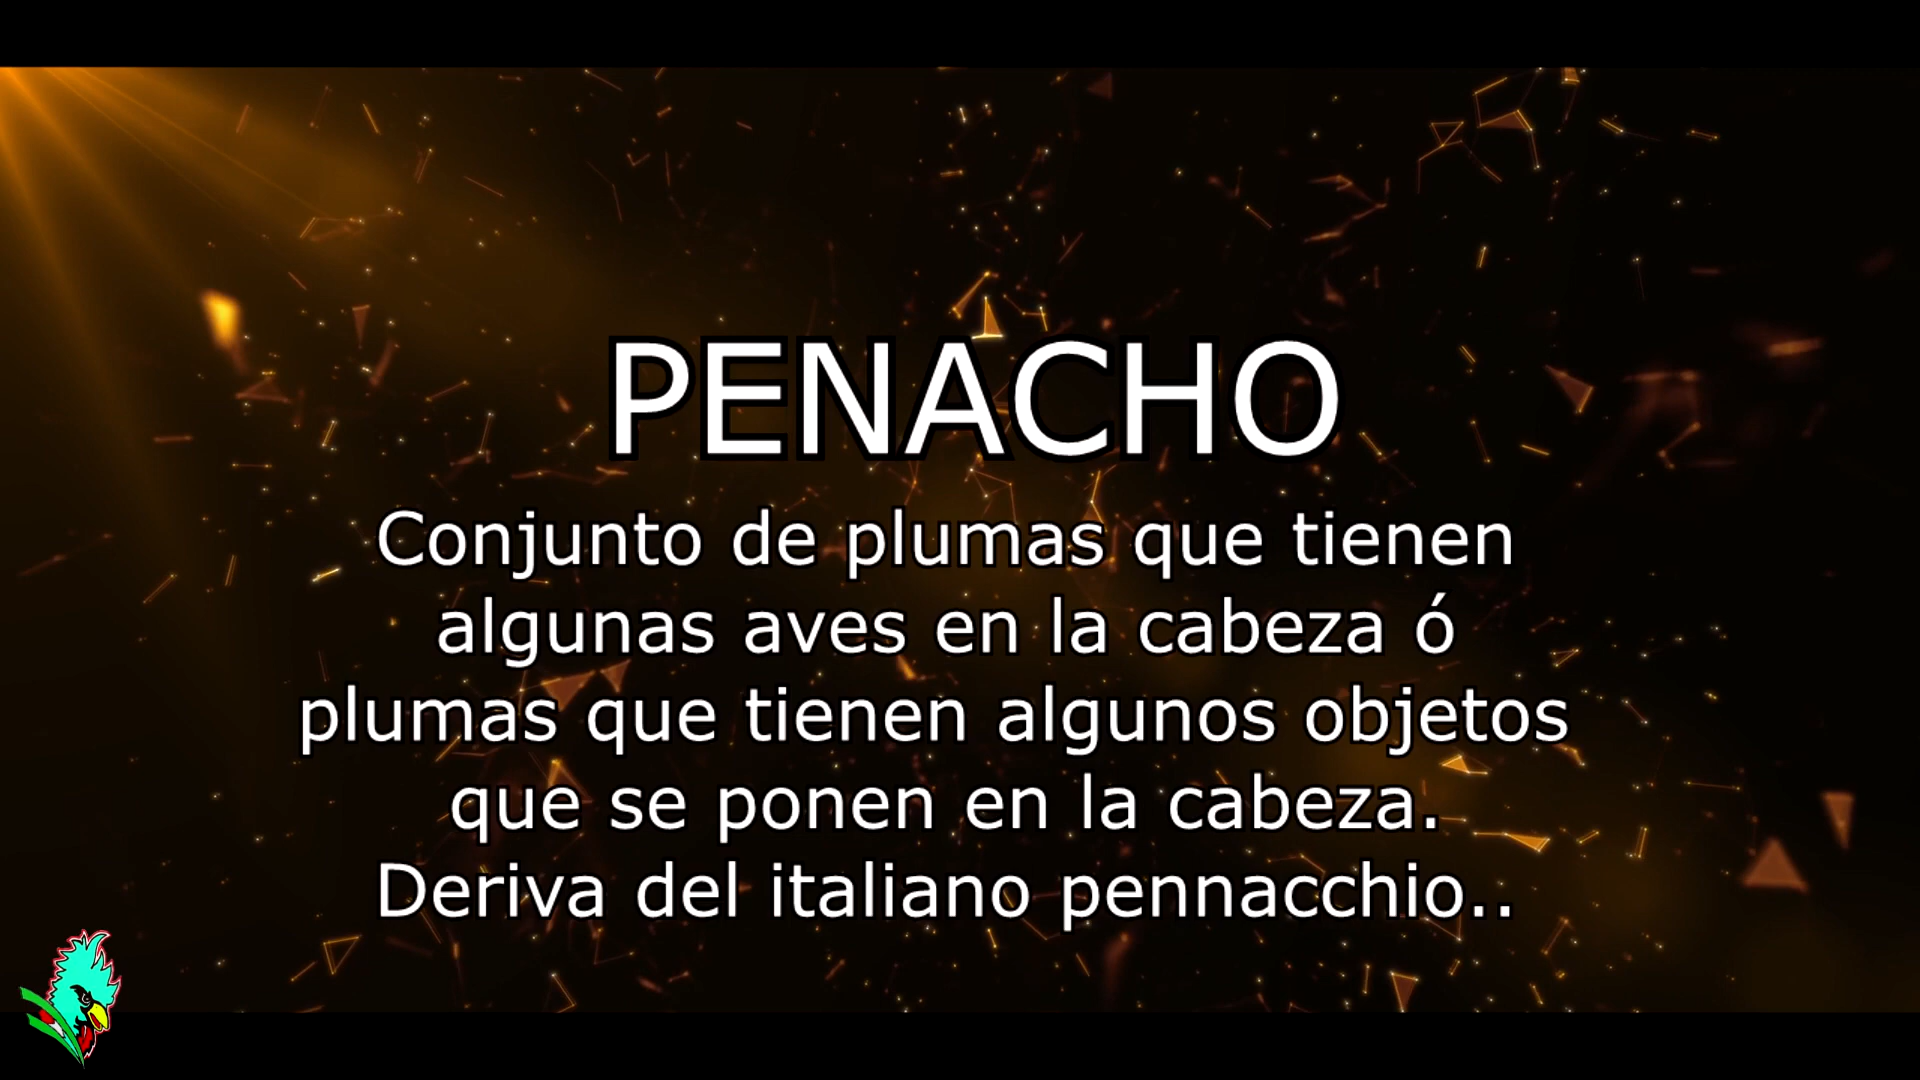 PENACHO
Conjunto de plumas que tienen
algunas aves en la cabeza ó
plumas que tienen algunos objetos
que se ponen en la cabeza.
Deriva del italiano pennacchio..